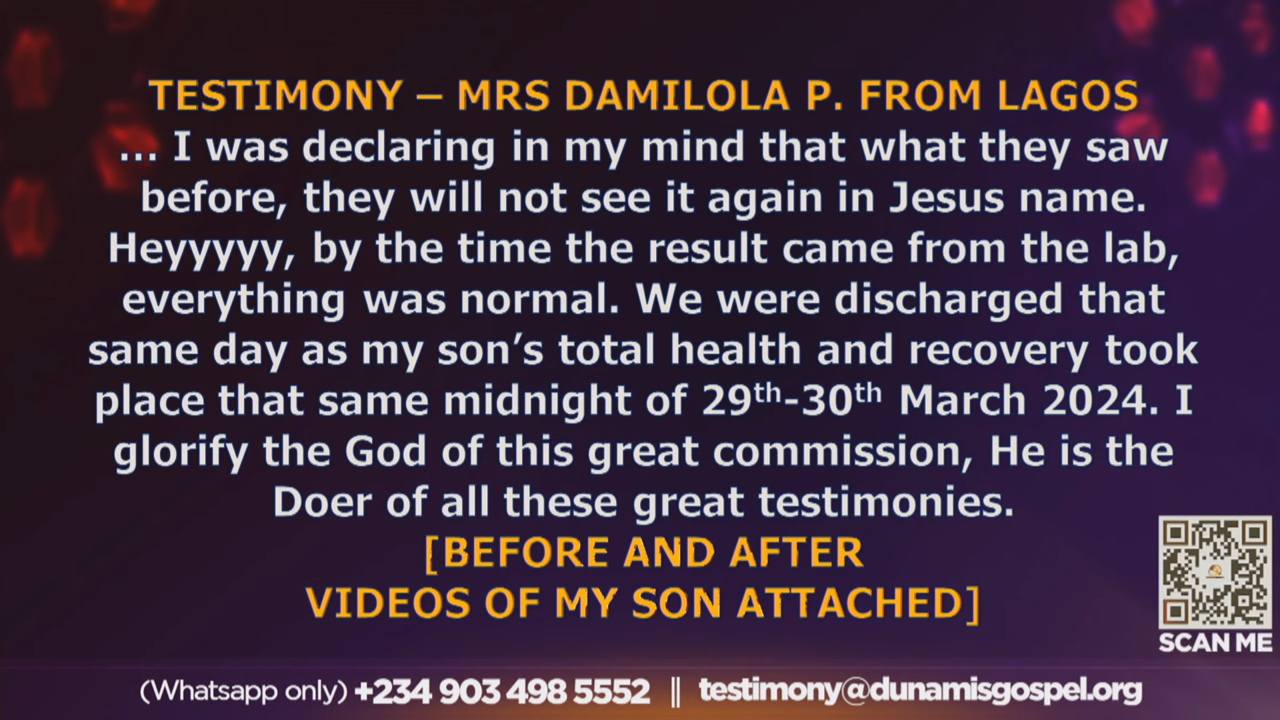 TESTIMONY – MRS DAMILOLA P. FROM LAGOS
... I was declaring in my mind that what they saw
before, they will not see it again in Jesus name.
Heyyyyy, by the time the result came from the lab,
everything was normal. We were discharged that
same day as my son’s total health and recovery took
place that same midnight of 29th-30th March 2024. I
glorify the God of this great commission, He is the
Doer of all these great testimonies.
[BEFORE AND AFTER
VIDEOS OF MY SON ATTACHED]
SCAN ME
(Whatsapp only) +234 903 498 5552 || testimony@dunamisgospel.org